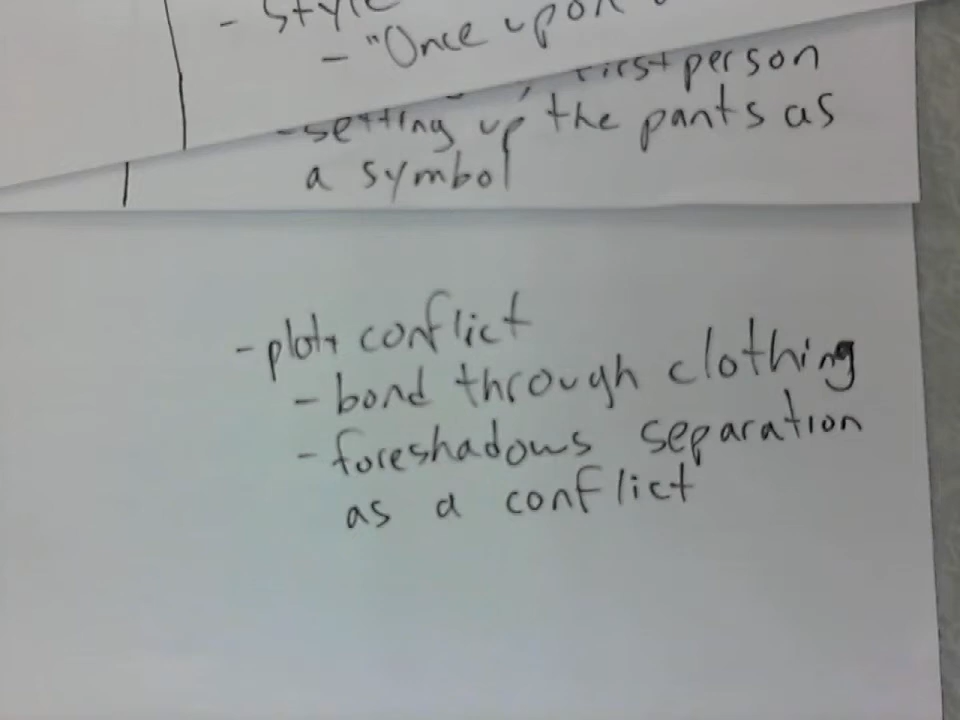 - Style
- "Once upon
first person
- setting up the pants as
a symbol
- plot + conflict
- bond through clothing
- foreshadows separation
as a conflict